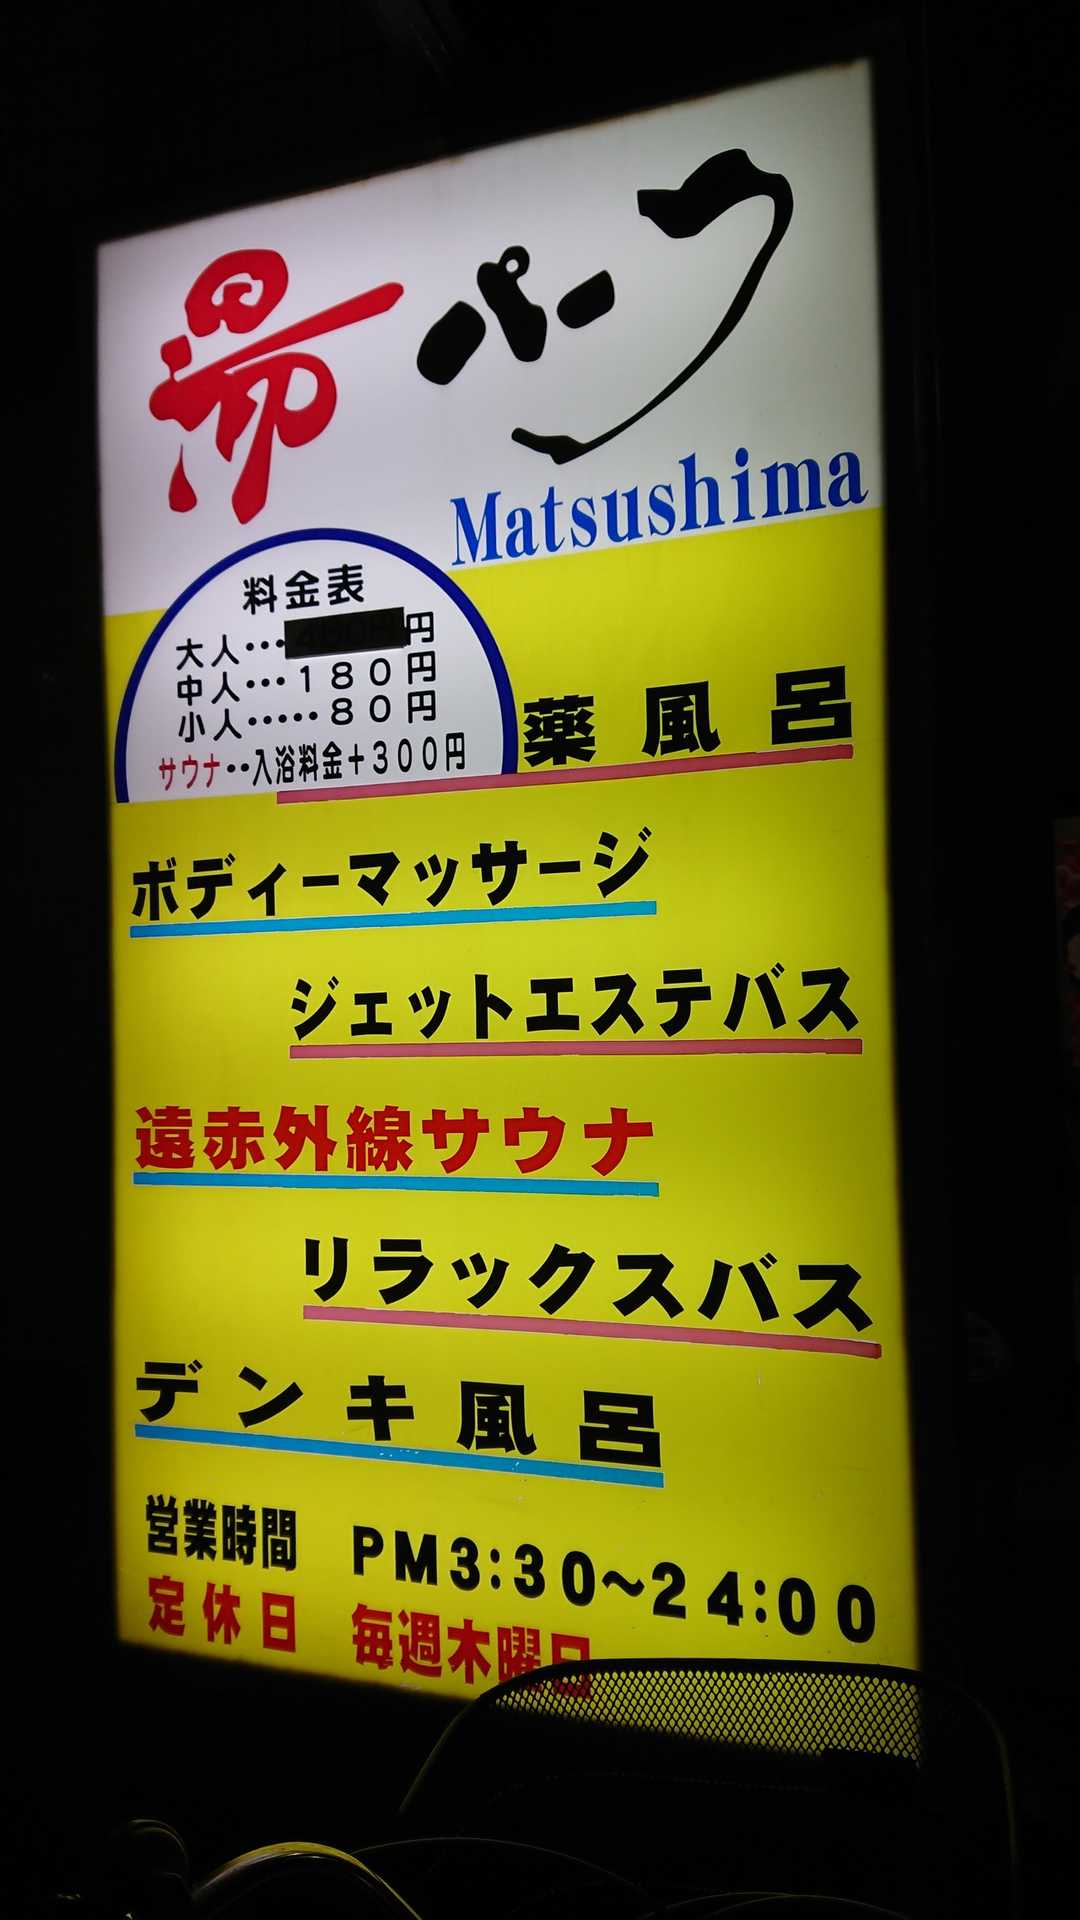 湯パーク
Matsushima
料金表
大人…円
中人…180円
小人……80円
サウナ‥入浴料金+300円
薬風呂
ボディーマッサージ
ジェットエステバス
遠赤外線サウナ
リラックスバス
デンキ風呂
営業時間 PM3:30〜24:00
定休日 毎週木曜日